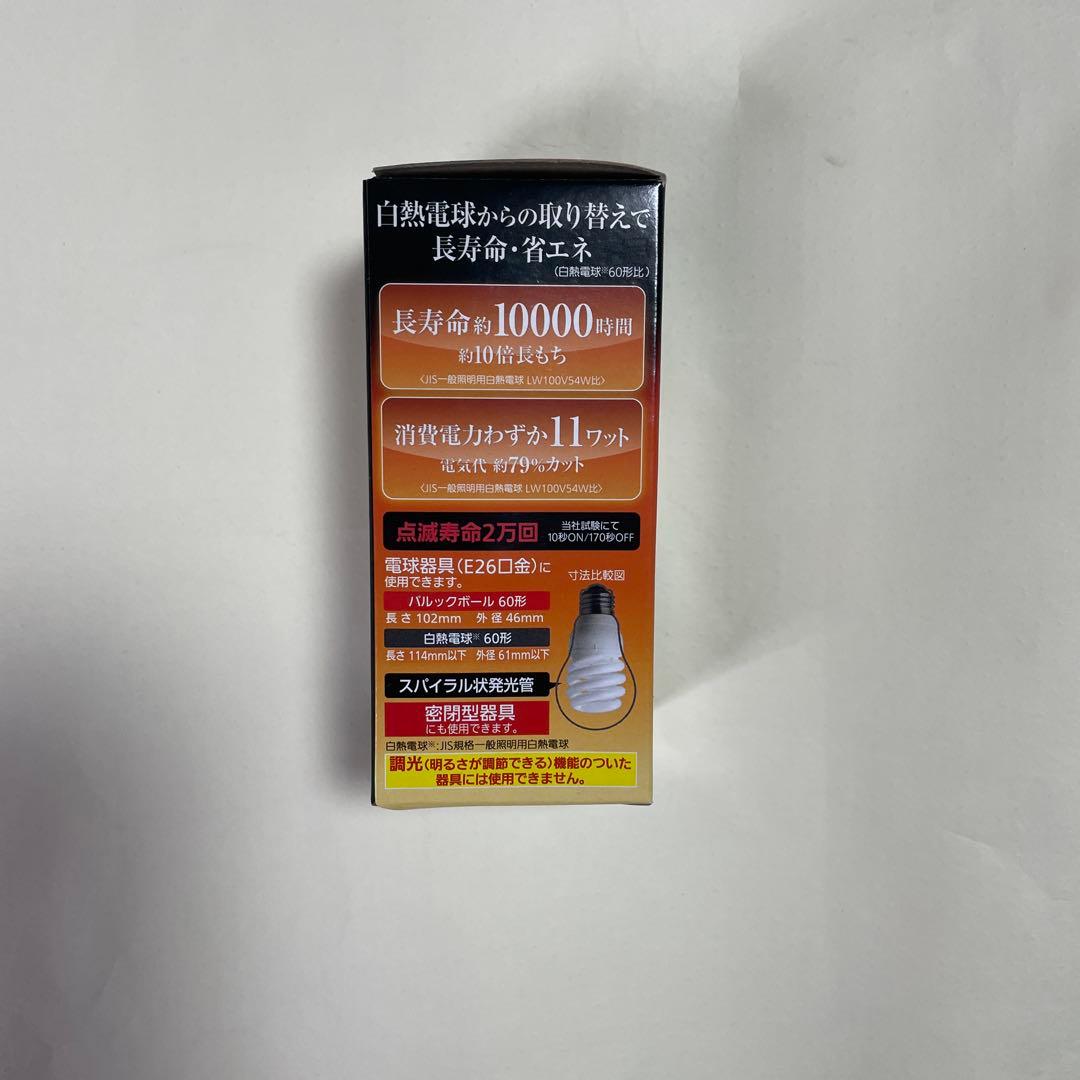 白熱電球からの取り替えで
長寿命・省エネ
(白熱電球※60形比)
長寿命約10000時間
約10倍長もち
〈JIS一般照明用白熱電球 LW100V54W比〉
消費電力わずか11ワット
電気代 約79%カット
〈JIS一般照明用白熱電球 LW100V54W比〉
点滅寿命2万回 当社試験にて
10秒ON/170秒OFF
電球器具(E26口金)に
使用できます。
寸法比較図
パルックボール 60形
長さ 102mm 外径 46mm
白熱電球※ 60形
長さ 114mm以下 外径 61mm以下
スパイラル状発光管
密閉型器具
にも使用できます。
白熱電球※:JIS規格一般照明用白熱電球
調光(明るさが調節できる)機能のついた
器具には使用できません。